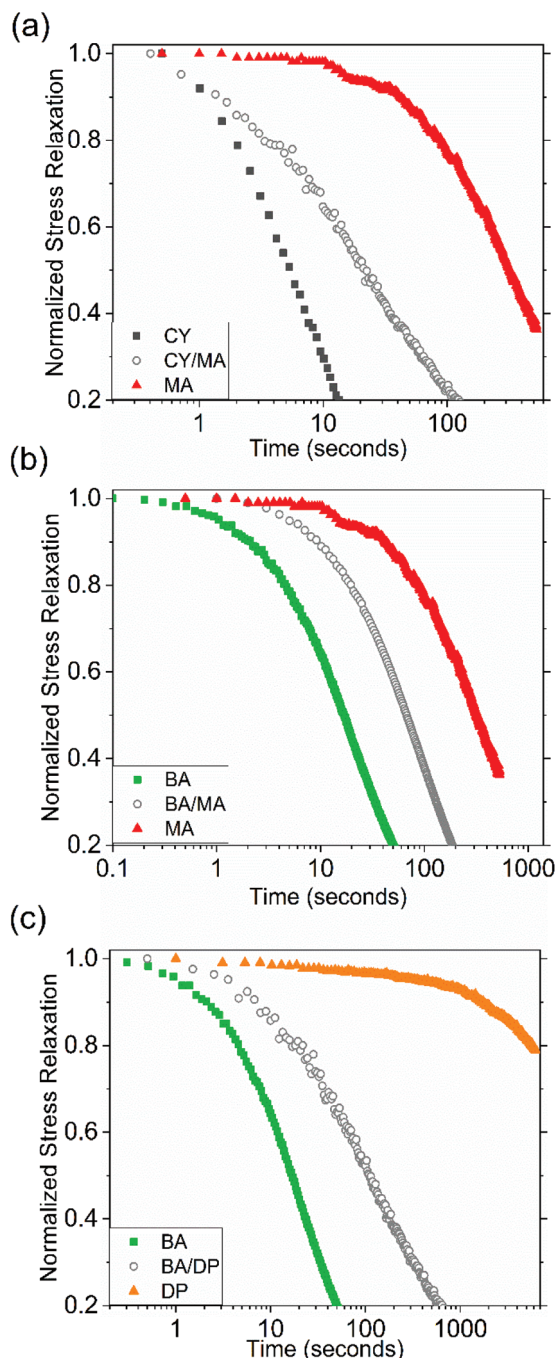 (a)
Normalized Stress Relaxation
1.0
0.8
0.6
0.4
0.2
CY
CY/MA
MA
1 10 100
Time (seconds)
(b)
Normalized Stress Relaxation
1.0
0.8
0.6
0.4
0.2
BA
BA/MA
MA
0.1 1 10 100 1000
Time (seconds)
(c)
Normalized Stress Relaxation
1.0
0.8
0.6
0.4
0.2
BA
BA/DP
DP
1 10 100 1000
Time (seconds)